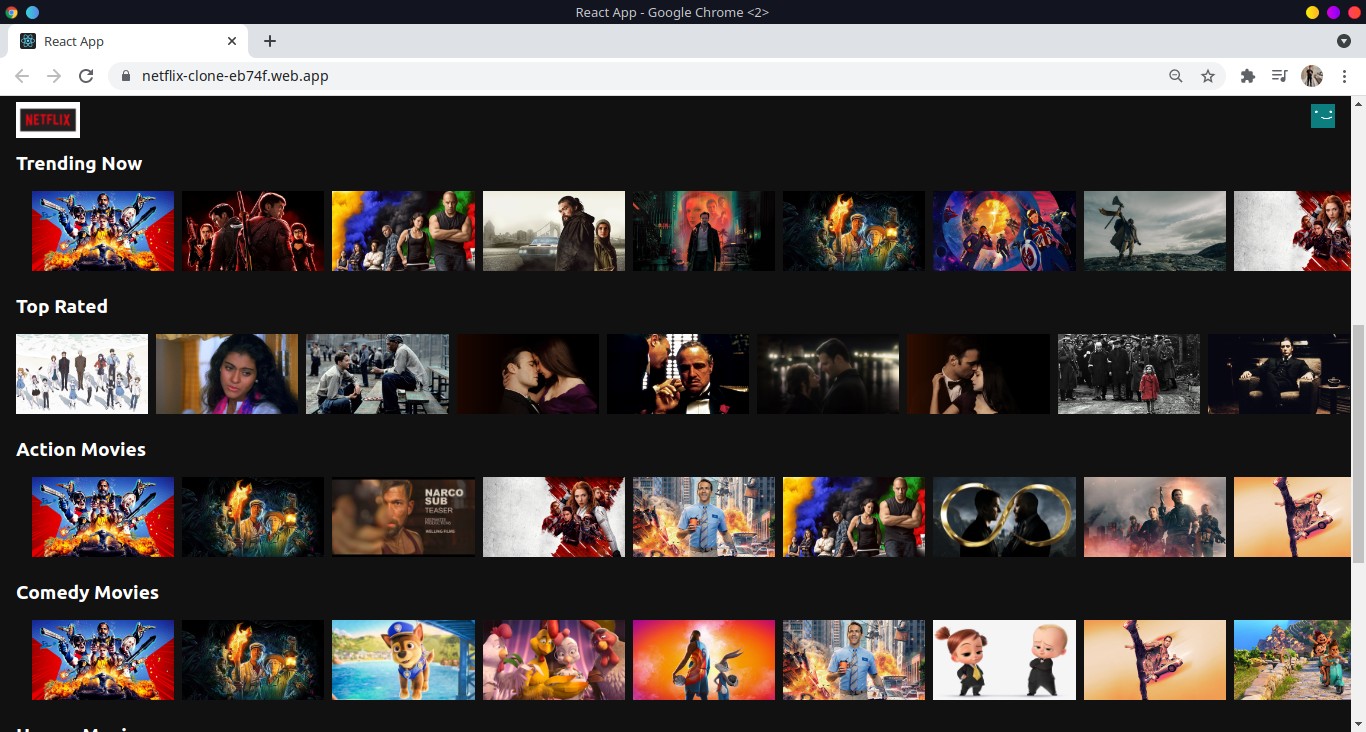 React App - Google Chrome <2>
React App
netflix-clone-eb74f.web.app
NETFLIX
Trending Now
Top Rated
Action Movies
NARCO
SUB
TEASER
Comedy Movies